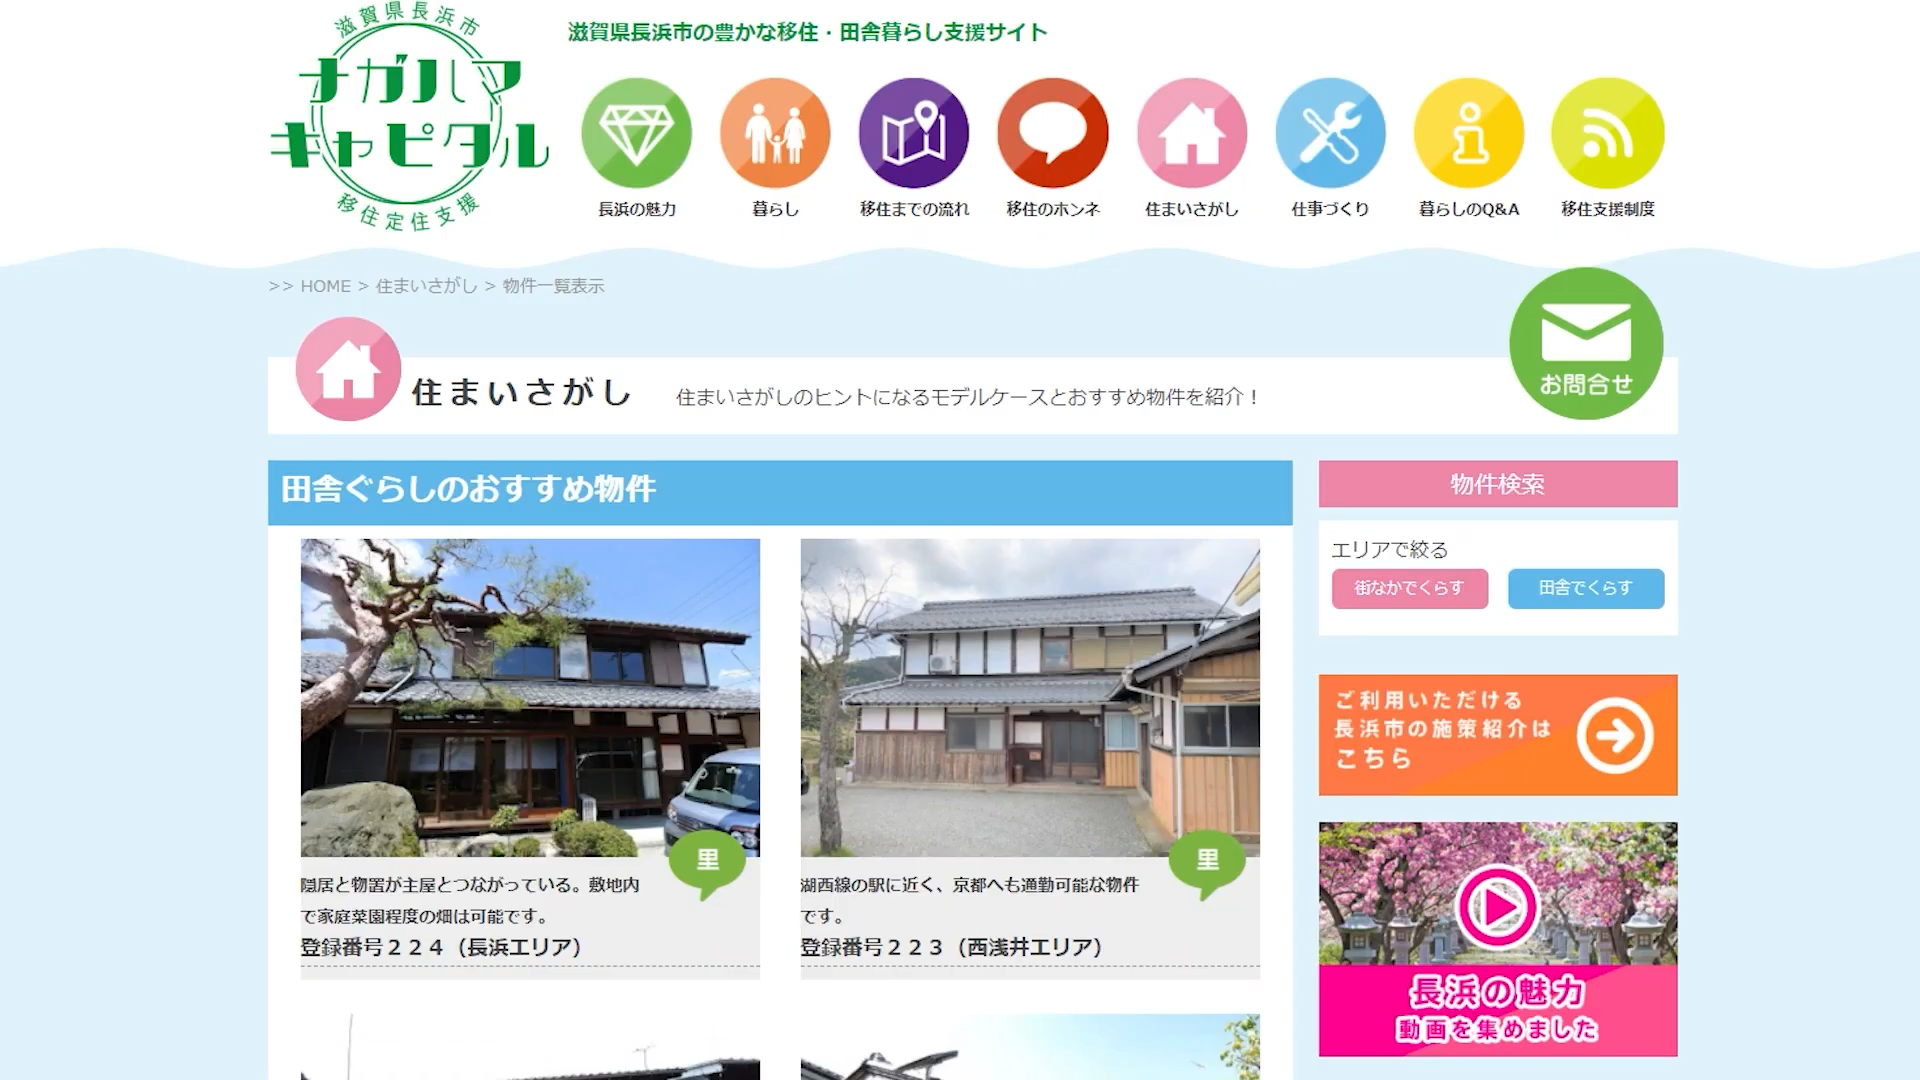 滋賀県長浜市
ナガハマ
キャピタル
移住定住支援
滋賀県長浜市の豊かな移住・田舎暮らし支援サイト
長浜の魅力
暮らし
移住までの流れ
移住のホンネ
住まいさがし
仕事づくり
暮らしのQ&A
移住支援制度
>> HOME > 住まいさがし > 物件一覧表示
お問合せ
住まいさがし
住まいさがしのヒントになるモデルケースとおすすめ物件を紹介！
田舎ぐらしのおすすめ物件
里
隠居と物置が主屋とつながっている。敷地内
で家庭菜園程度の畑は可能です。
登録番号２２４（長浜エリア）
里
湖西線の駅に近く、京都へも通勤可能な物件
です。
登録番号２２３（西浅井エリア）
物件検索
エリアで絞る
街なかでくらす
田舎でくらす
ご利用いただける
長浜市の施策紹介は
こちら
長浜の魅力
動画を集めました